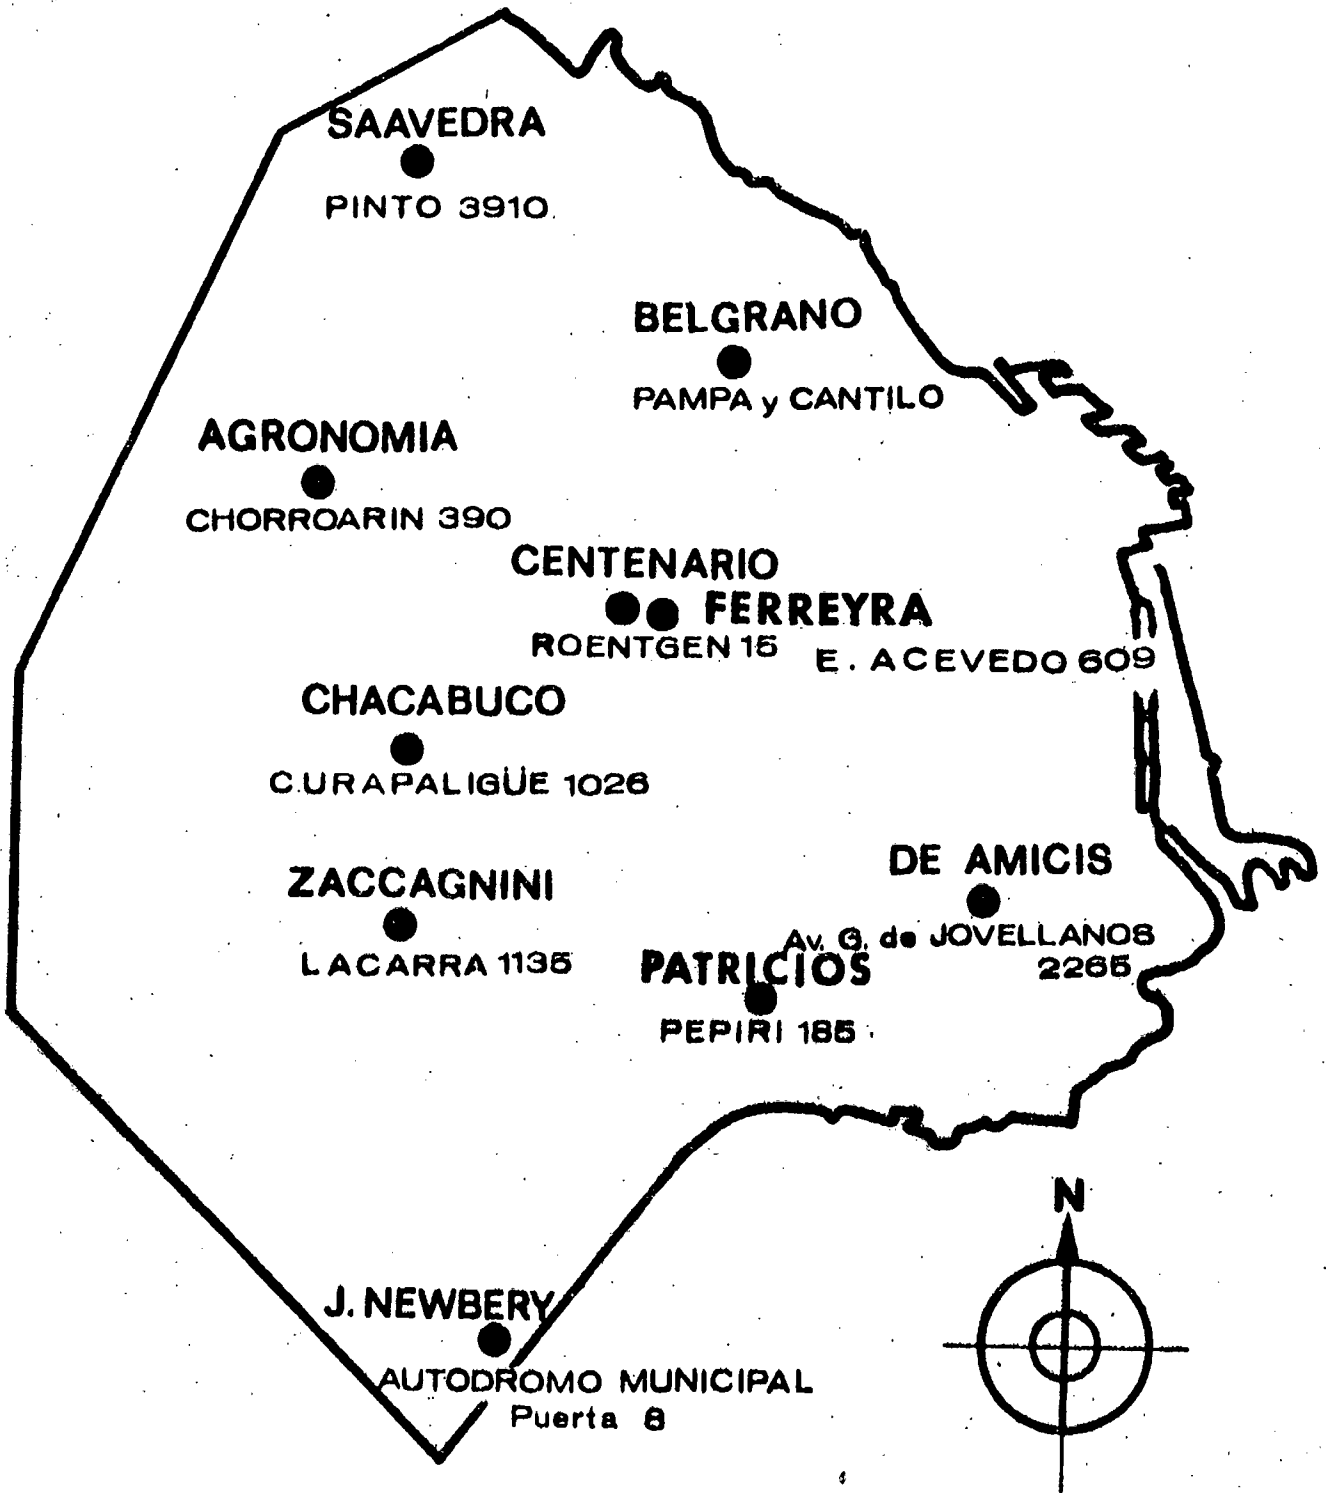 SAAVEDRA
PINTO 3910
BELGRANO
PAMPA y CANTILO
AGRONOMIA
CHORROARIN 390
CENTENARIO
ROENTGEN 15
FERREYRA
E. ACEVEDO 609
CHACABUCO
CURAPALIGÜE 1026
ZACCAGNINI
LACARRA 1135
DE AMICIS
Av. G. de JOVELLANOS
2265
PATRICIOS
PEPIRI 185
N
J. NEWBERY
AUTODROMO MUNICIPAL
Puerta 8